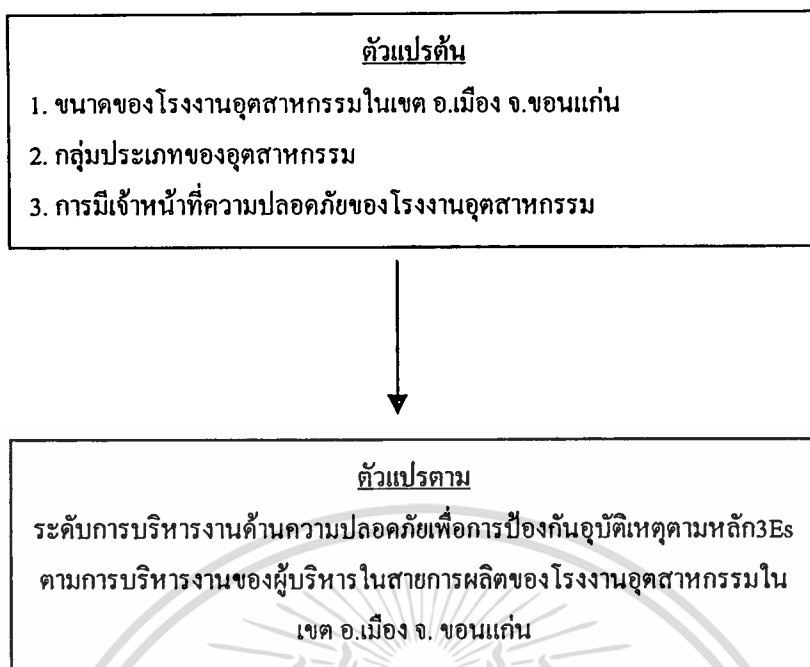 ตัวแปรต้น
1. ขนาดของโรงงานอุตสาหกรรมในเขต อ.เมือง จ.ขอนแก่น
2. กลุ่มประเภทของอุตสาหกรรม
3. การมีเจ้าหน้าที่ความปลอดภัยของโรงงานอุตสาหกรรม
ตัวแปรตาม
ระดับการบริหารงานด้านความปลอดภัยเพื่อการป้องกันอุบัติเหตุตามหลัก3Es
ตามการบริหารงานของผู้บริหารในสายการผลิตของโรงงานอุตสาหกรรมใน
เขต อ.เมือง จ. ขอนแก่น